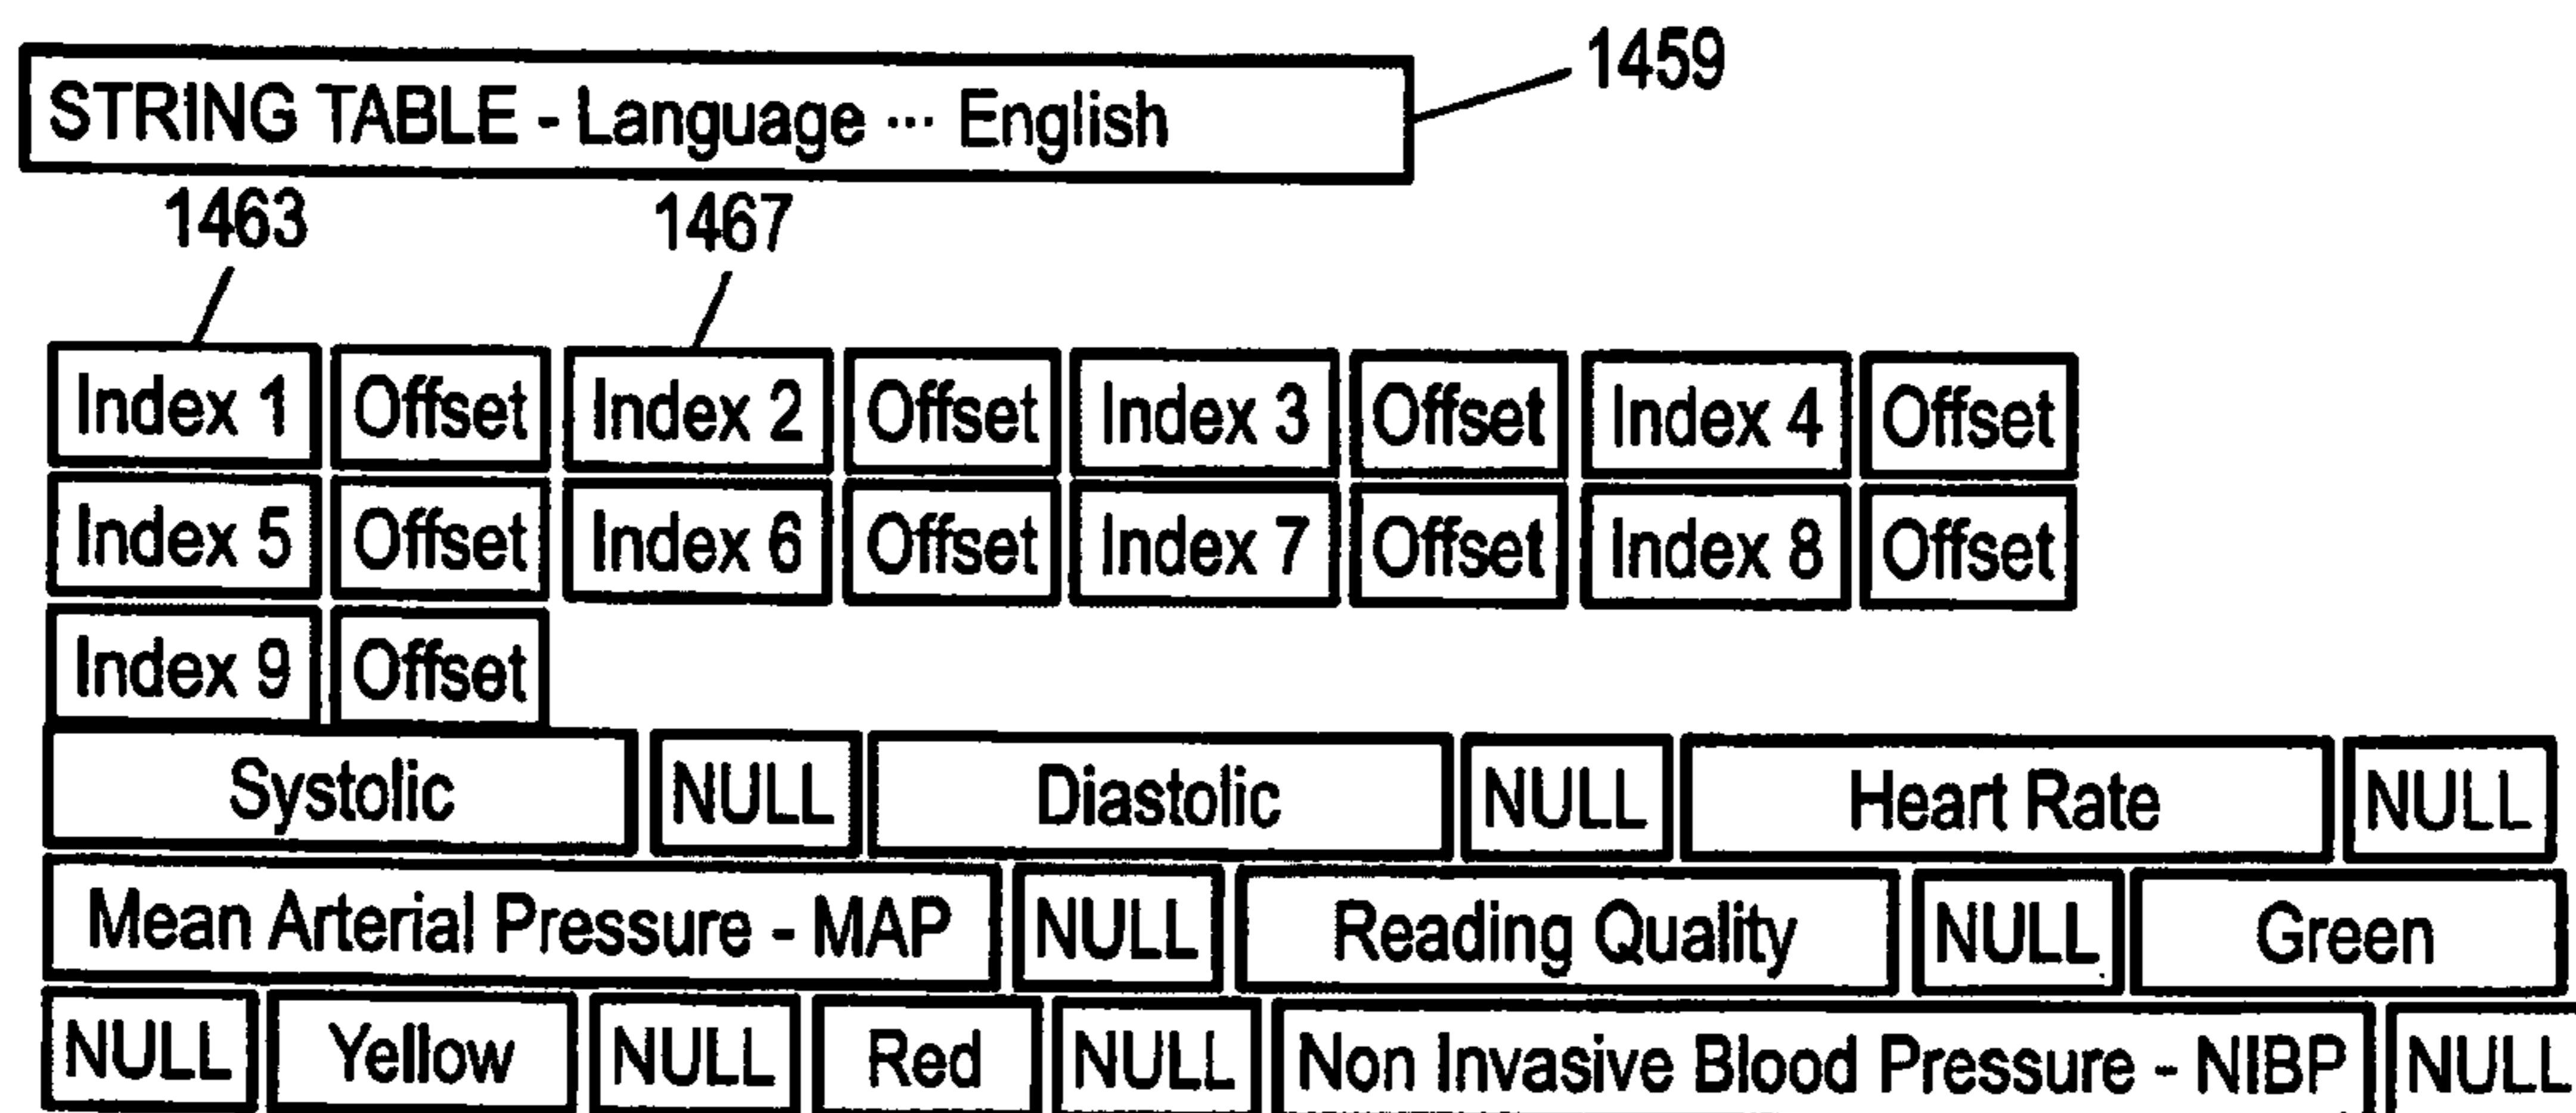 1459
STRING TABLE - Language ... English
1463 1467
Index 1 Offset Index 2 Offset Index 3 Offset Index 4 Offset
Index 5 Offset Index 6 Offset Index 7 Offset Index 8 Offset
Index 9 Offset
Systolic NULL Diastolic NULL Heart Rate NULL
Mean Arterial Pressure - MAP NULL Reading Quality NULL Green
NULL Yellow NULL Red NULL Non Invasive Blood Pressure - NIBP NULL